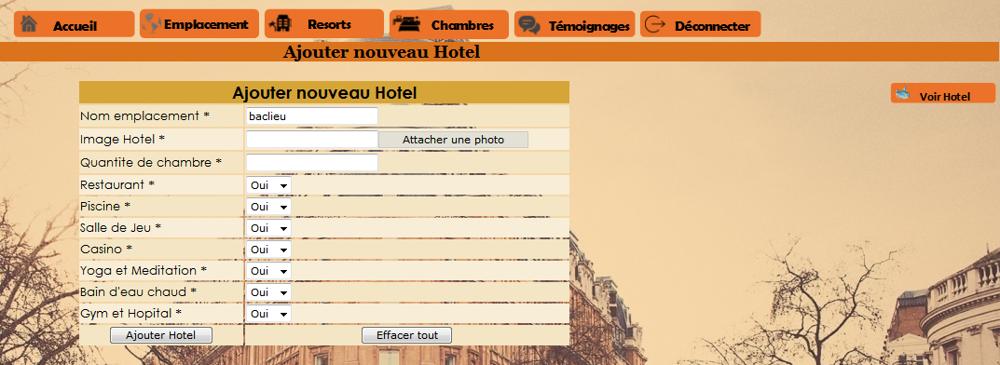 Accueil Emplacement Resorts Chambres Témoignages Déconnecter
Ajouter nouveau Hotel
Ajouter nouveau Hotel
Voir Hotel
Nom emplacement * baclieu
Image Hotel * Attacher une photo
Quantite de chambre *
Restaurant * Oui
Piscine * Oui
Salle de Jeu * Oui
Casino * Oui
Yoga et Meditation * Oui
Bain d'eau chaud * Oui
Gym et Hopital * Oui
Ajouter Hotel Effacer tout